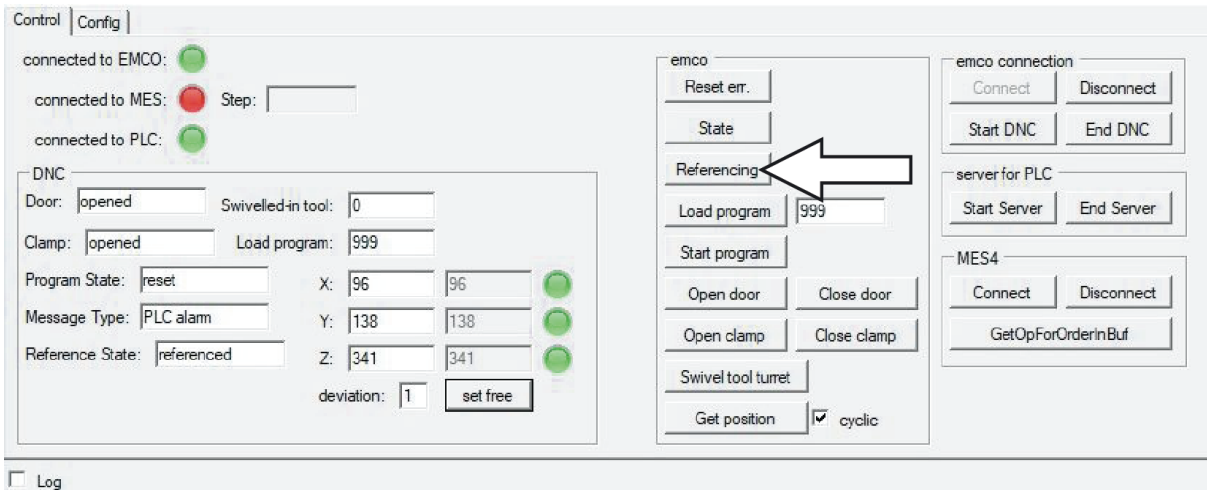 Control Config
connected to EMCO:
connected to MES: Step:
connected to PLC:
DNC
Door: opened Swivelled-in tool: 0
Clamp: opened Load program: 999
Program State: reset X: 96 96
Message Type: PLC alarm Y: 138 138
Reference State: referenced Z: 341 341
deviation: 1 set free
emco
Reset err.
State
Referencing
Load program 999
Start program
Open door Close door
Open clamp Close clamp
Swivel tool turret
Get position cyclic
emco connection
Connect Disconnect
Start DNC End DNC
server for PLC
Start Server End Server
MES4
Connect Disconnect
GetOpForOrderInBuf
Log